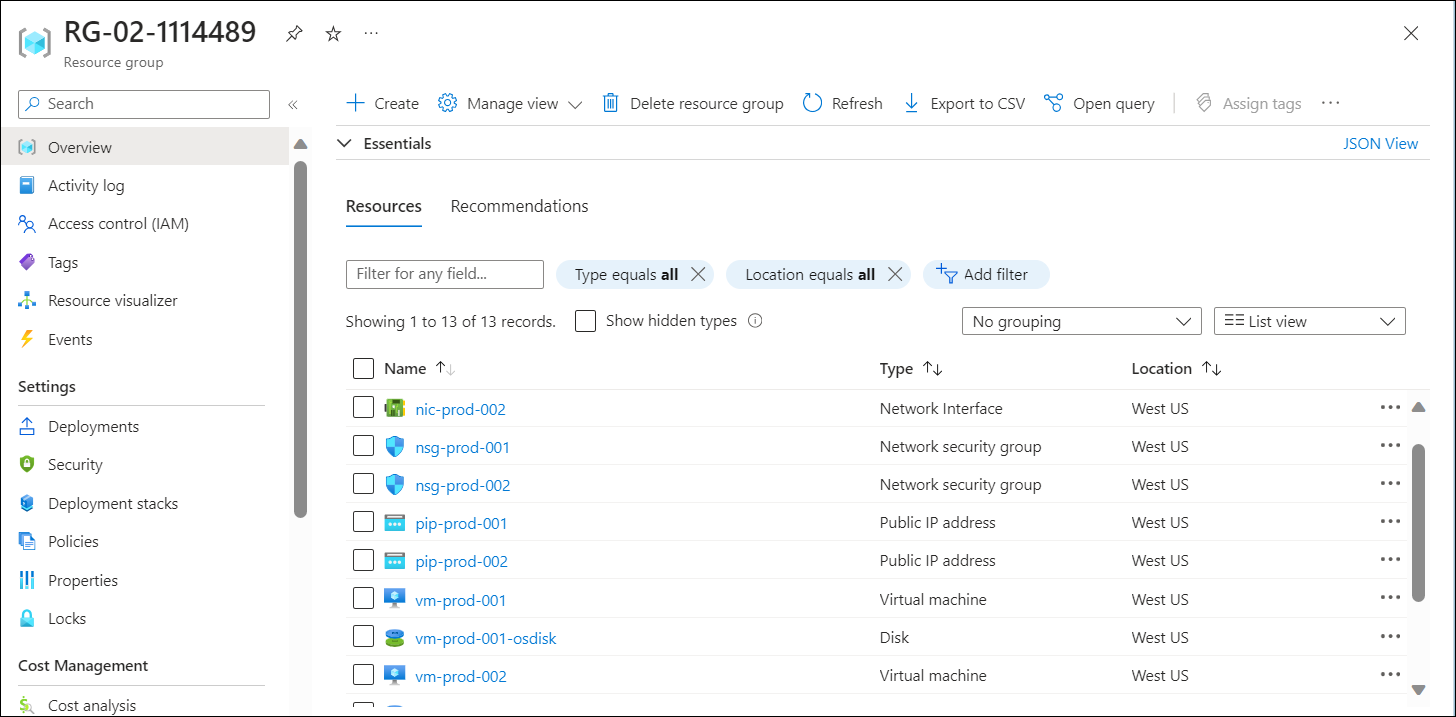 RG-02-1114489
Resource group
Search
Create Manage view Delete resource group Refresh Export to CSV Open query Assign tags
Overview
Activity log
Access control (IAM)
Tags
Resource visualizer
Events
Settings
Deployments
Security
Deployment stacks
Policies
Properties
Locks
Cost Management
Cost analysis
Essentials JSON View
Resources Recommendations
Filter for any field... Type equals all Location equals all Add filter
Showing 1 to 13 of 13 records. Show hidden types No grouping List view
Name Type Location
nic-prod-002 Network Interface West US
nsg-prod-001 Network security group West US
nsg-prod-002 Network security group West US
pip-prod-001 Public IP address West US
pip-prod-002 Public IP address West US
vm-prod-001 Virtual machine West US
vm-prod-001-osdisk Disk West US
vm-prod-002 Virtual machine West US